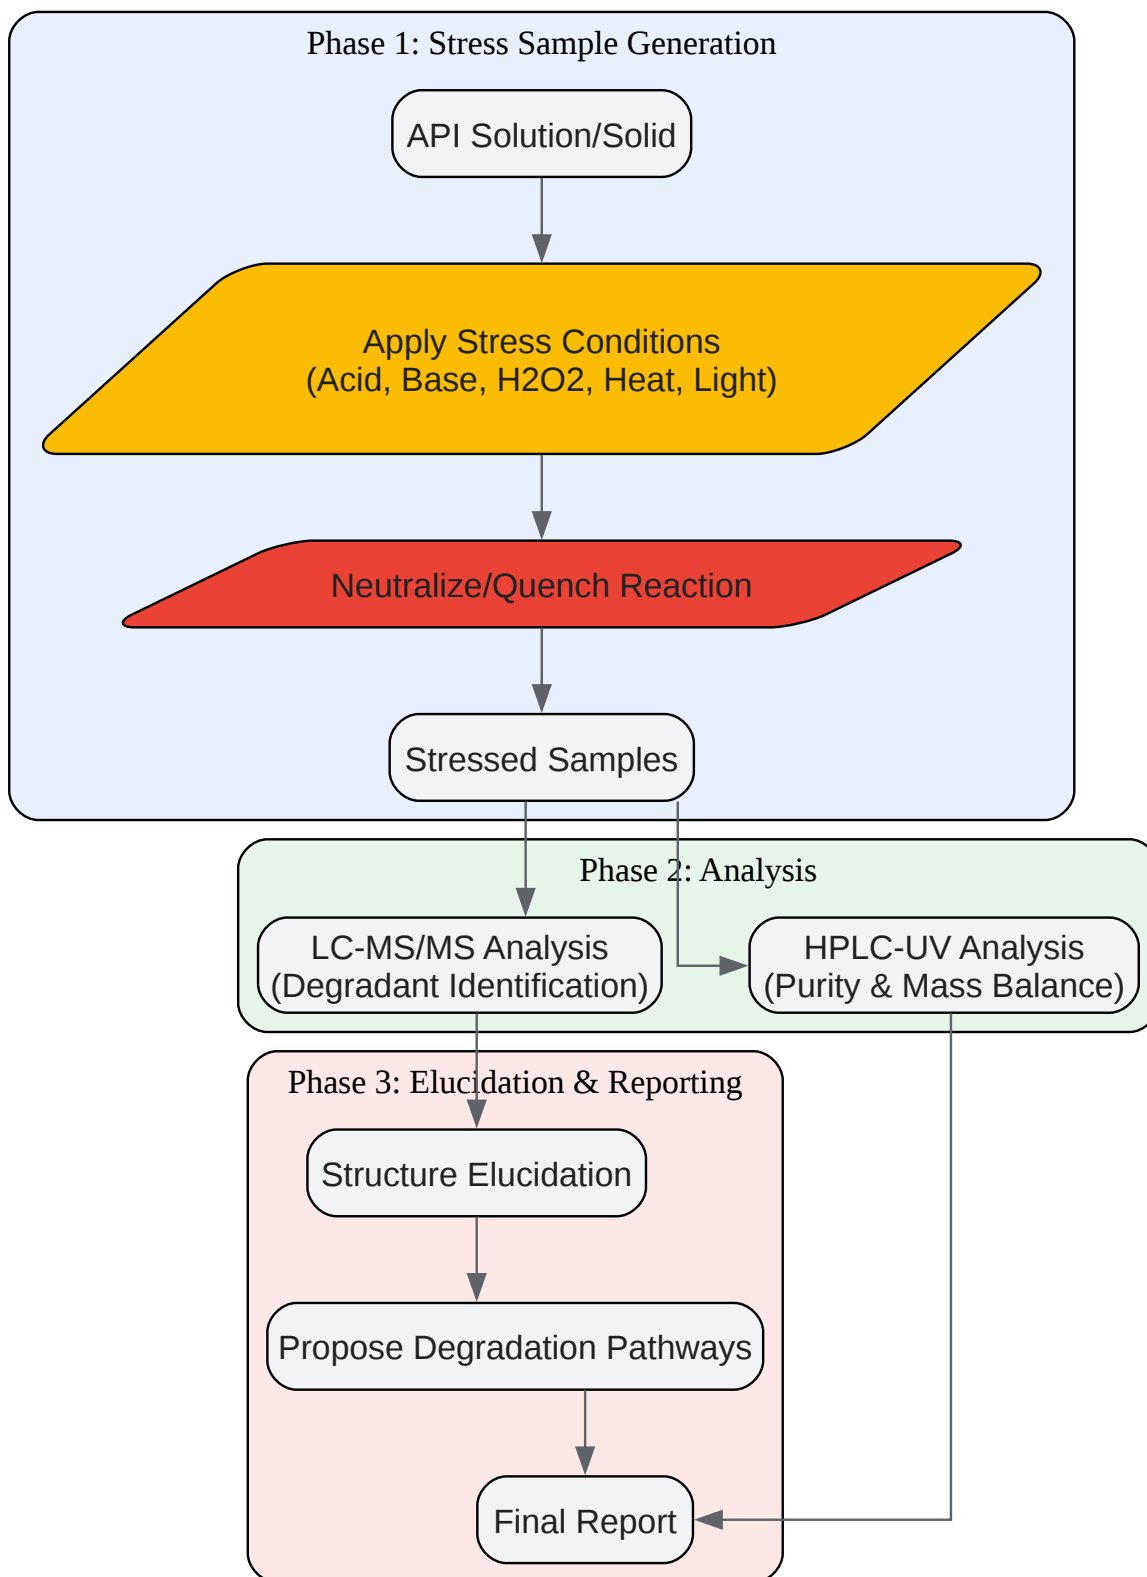 Phase 1: Stress Sample Generation
API Solution/Solid
Apply Stress Conditions
(Acid, Base, H2O2, Heat, Light)
Neutralize/Quench Reaction
Stressed Samples
Phase 2: Analysis
LC-MS/MS Analysis
(Degradant Identification)
HPLC-UV Analysis
(Purity & Mass Balance)
Phase 3: Elucidation & Reporting
Structure Elucidation
Propose Degradation Pathways
Final Report